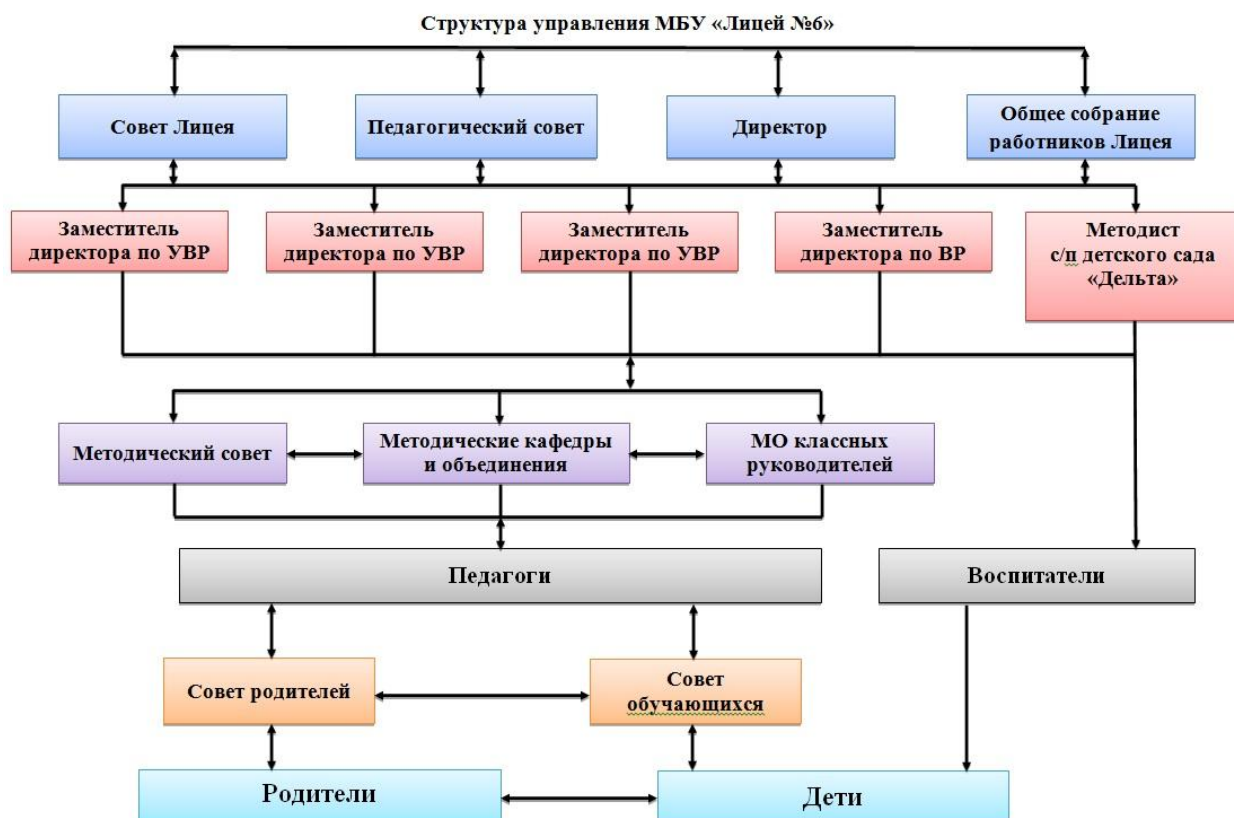 Структура управления МБУ «Лицей №6»
Совет Лицея
Педагогический совет
Директор
Общее собрание
работников Лицея
Заместитель
директора по УВР
Заместитель
директора по УВР
Заместитель
директора по УВР
Заместитель
директора по ВР
Методист
с/п детского сада
«Дельта»
Методический совет
Методические кафедры
и объединения
МО классных
руководителей
Педагоги
Воспитатели
Совет родителей
Совет
обучающихся
Родители
Дети